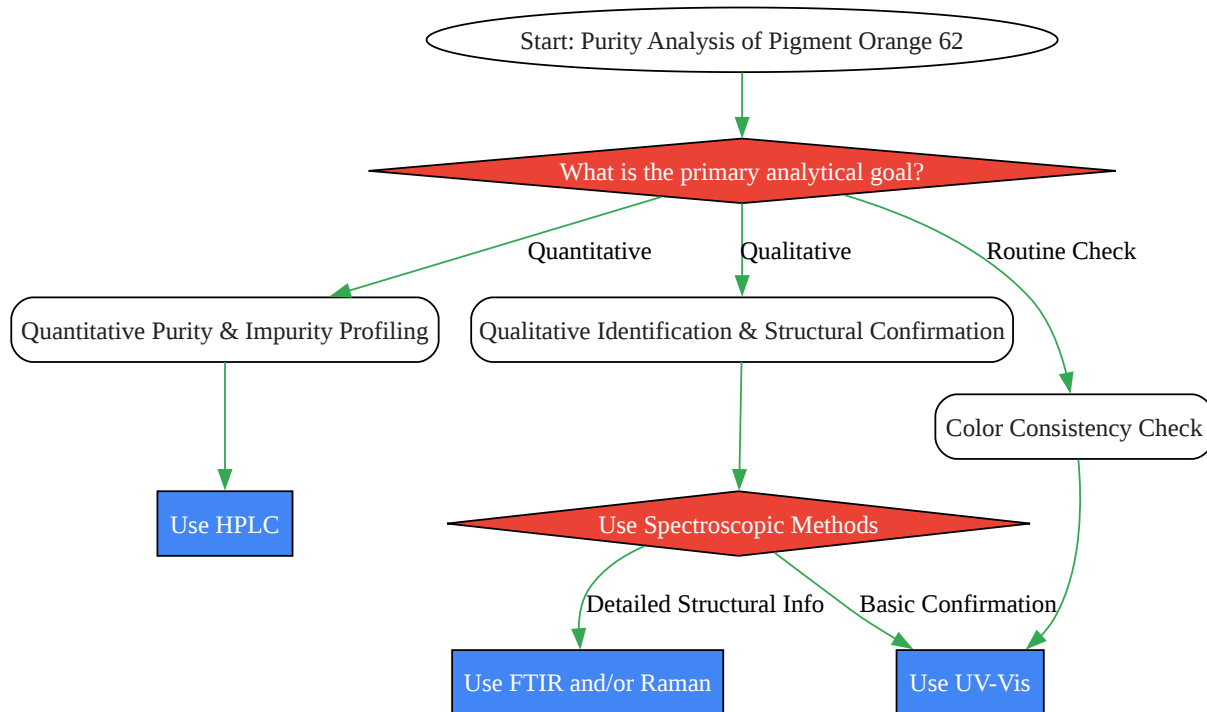 Start: Purity Analysis of Pigment Orange 62
What is the primary analytical goal?
Quantitative
Qualitative
Routine Check
Quantitative Purity & Impurity Profiling
Qualitative Identification & Structural Confirmation
Color Consistency Check
Use HPLC
Use Spectroscopic Methods
Detailed Structural Info
Basic Confirmation
Use FTIR and/or Raman
Use UV-Vis